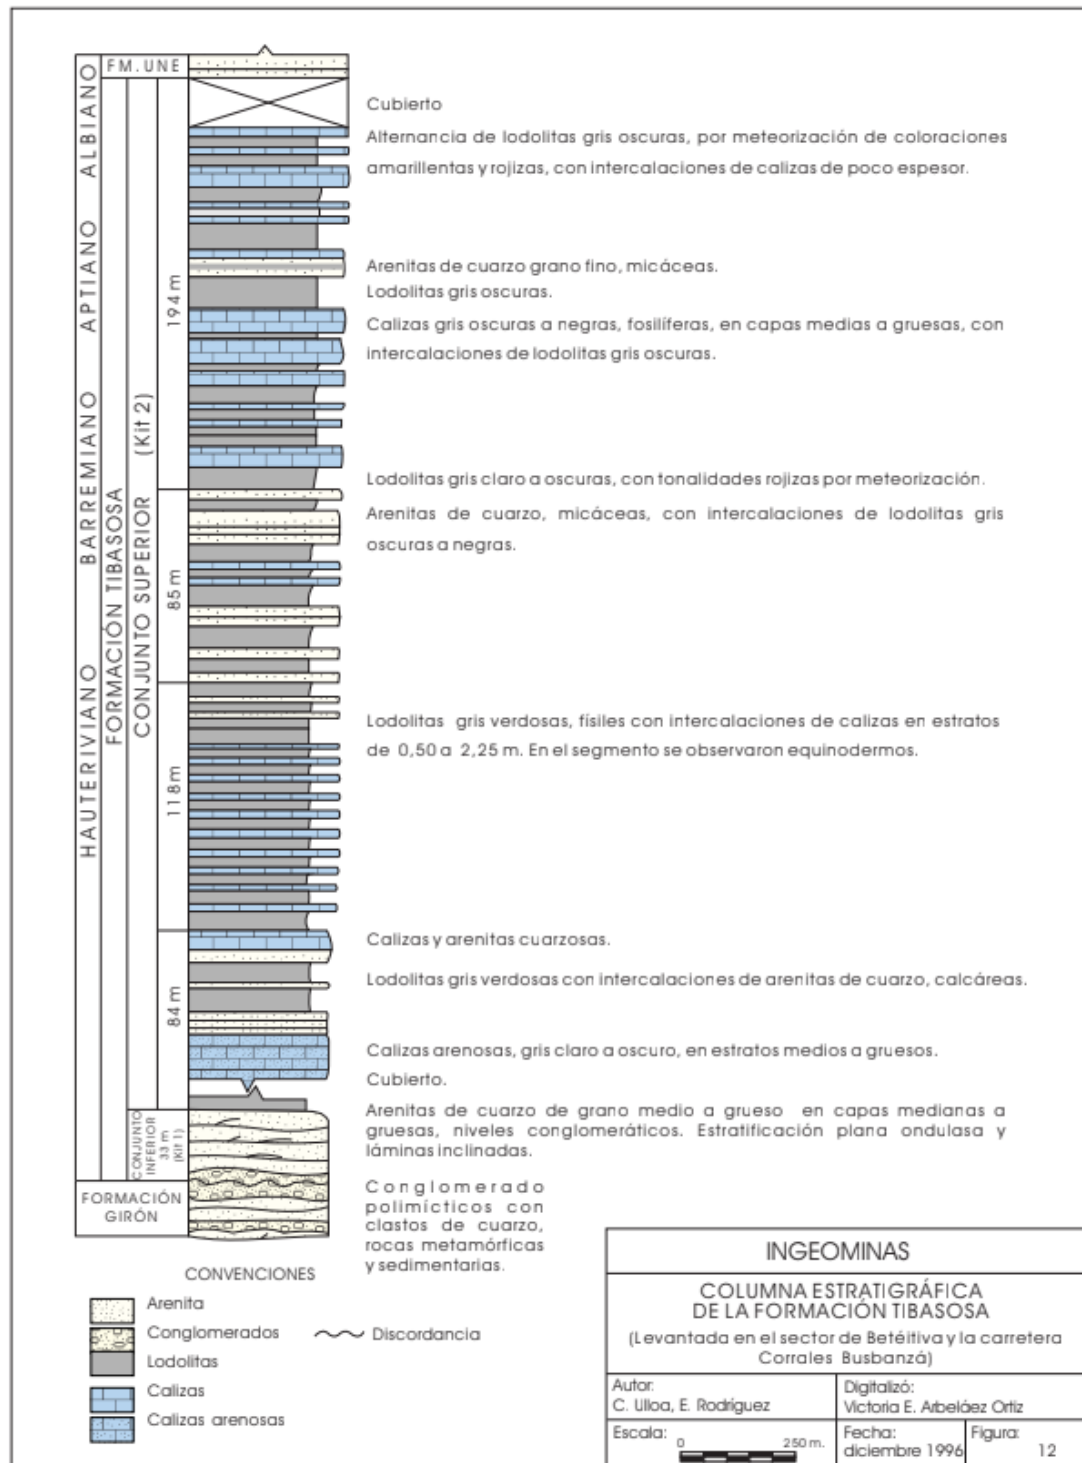 FM. UNE
ALBIANO
APTIANO
BARREMIANO
HAUTERIVIANO
FORMACIÓN TIBASOSA
CONJUNTO SUPERIOR
(Kit 2)
194 m
85 m
118 m
84 m
CONJUNTO
INFERIOR
33 m
(Kit 1)
FORMACIÓN
GIRÓN
Cubierto
Alternancia de lodolitas gris oscuras, por meteorización de coloraciones
amarillentas y rojizas, con intercalaciones de calizas de poco espesor.
Arenitas de cuarzo grano fino, micáceas.
Lodolitas gris oscuras.
Calizas gris oscuras a negras, fosilíferas, en capas medias a gruesas, con
intercalaciones de lodolitas gris oscuras.
Lodolitas gris claro a oscuras, con tonalidades rojizas por meteorización.
Arenitas de cuarzo, micáceas, con intercalaciones de lodolitas gris
oscuras a negras.
Lodolitas gris verdosas, físiles con intercalaciones de calizas en estratos
de 0,50 a 2,25 m. En el segmento se observaron equinodermos.
Calizas y arenitas cuarzosas.
Lodolitas gris verdosas con intercalaciones de arenitas de cuarzo, calcáreas.
Calizas arenosas, gris claro a oscuro, en estratos medios a gruesos.
Cubierto.
Arenitas de cuarzo de grano medio a grueso en capas medianas a
gruesas, niveles conglomeráticos. Estratificación plana ondulasa y
láminas inclinadas.
Conglomerado
polimícticos con
clastos de cuarzo,
rocas metamórficas
y sedimentarias.
CONVENCIONES
Arenita
Conglomerados
Discordancia
Lodolitas
Calizas
Calizas arenosas
INGEOMINAS
COLUMNA ESTRATIGRÁFICA
DE LA FORMACIÓN TIBASOSA
(Levantada en el sector de Betéitiva y la carretera
Corrales Busbanzá)
Autor:
C. Ulloa, E. Rodríguez
Digitalizó:
Victoria E. Arbeláez Ortiz
Escala:
0 250 m.
Fecha:
diciembre 1996
Figura:
12